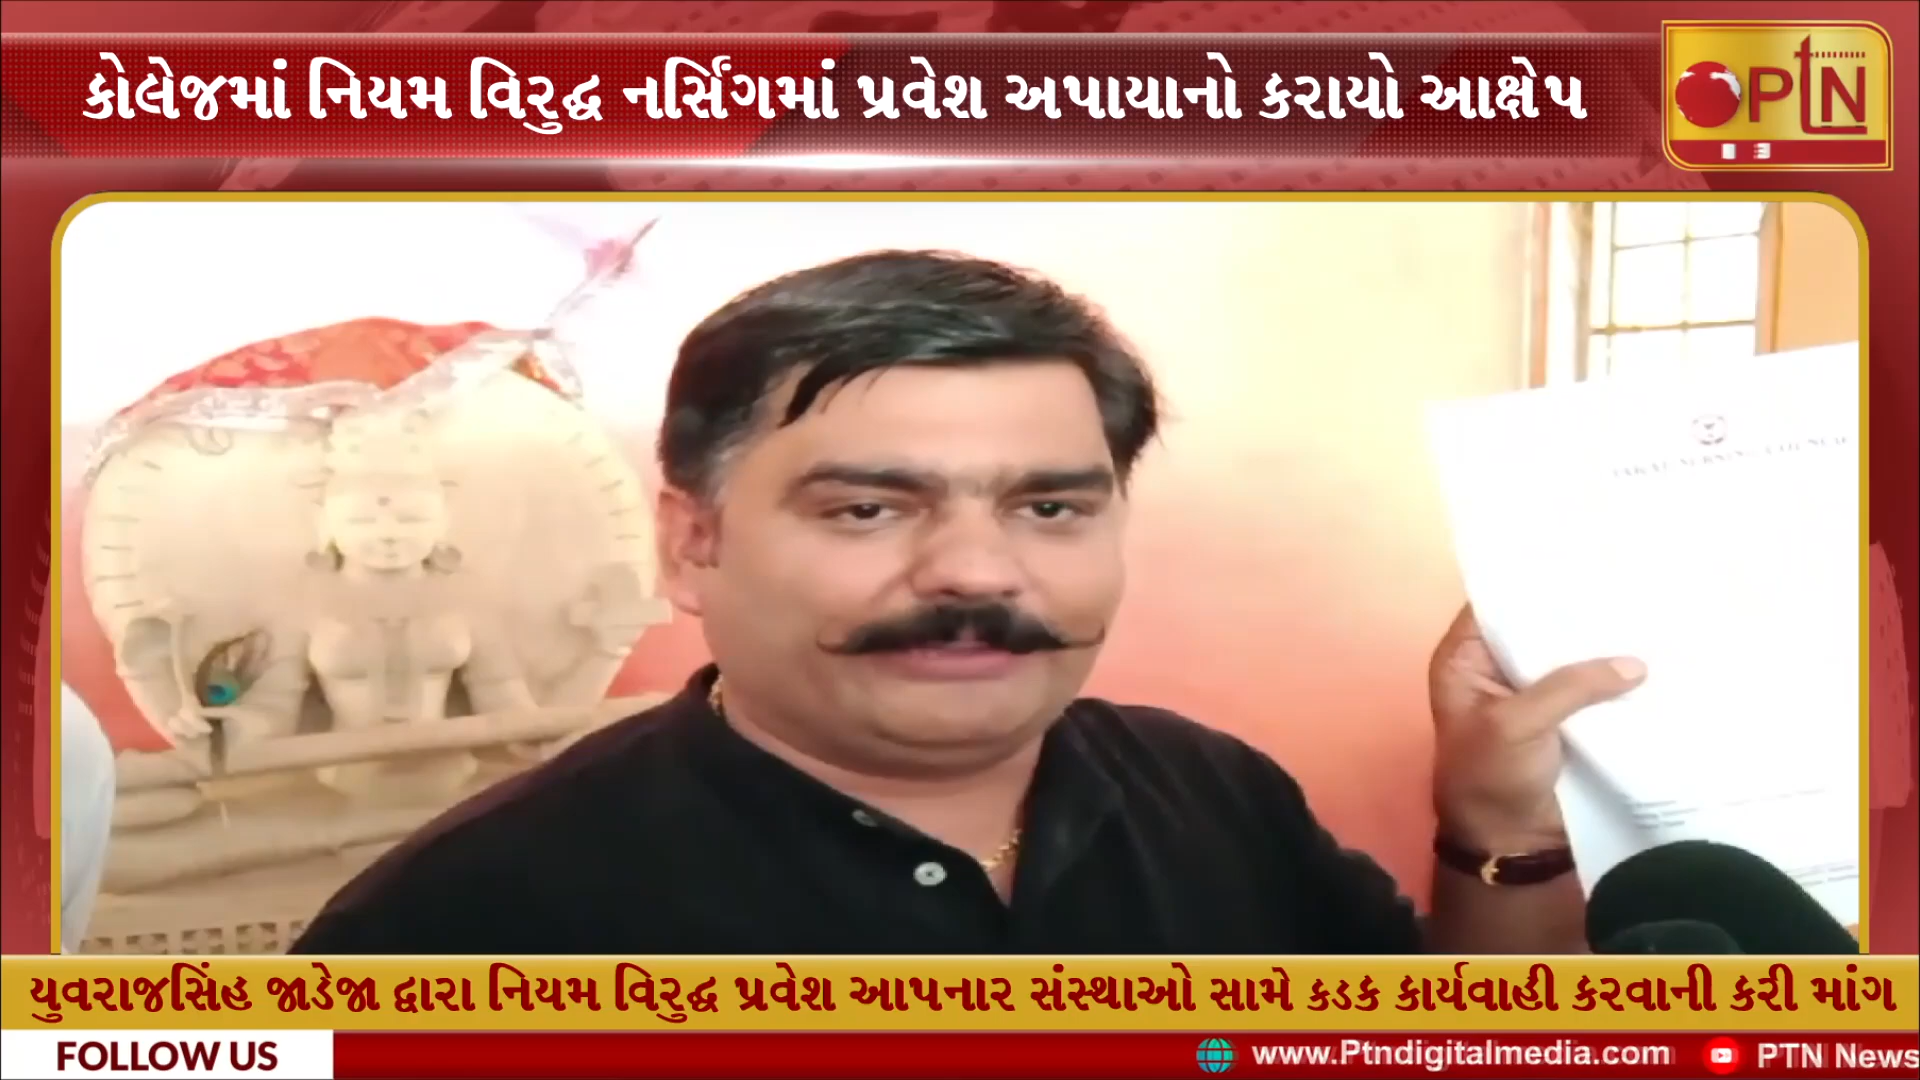 કોલેજમાં નિયમ વિરુદ્ધ નર્સિંગમાં પ્રવેશ અપાયાનો કરાયો આક્ષેપ
PTN
યુવરાજસિંહ જાડેજા દ્વારા નિયમ વિરુદ્ધ પ્રવેશ આપનાર સંસ્થાઓ સામે કડક કાર્યવાહી કરવાની કરી માંગ
FOLLOW US
www.Ptndigitalmedia.com
PTN News